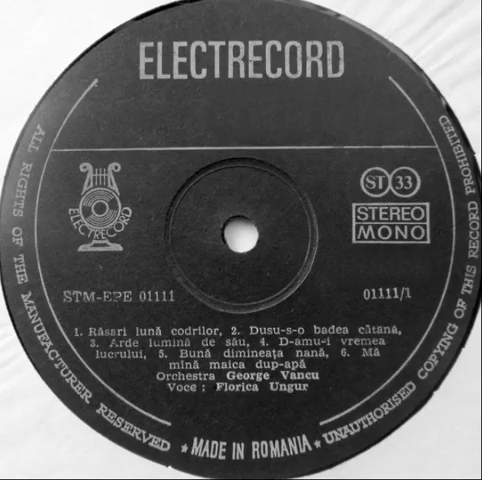 ELECTRECORD
ELECTRECORD
ST 33
STEREO
MONO
STM-EPE 01111
01111/1
1. Răsari lună codrilor, 2. Dusu-s-o badea cătană,
3. Arde lumină de său, 4. D-amu-i vremea
lucrului, 5. Bună dimineața nană, 6. Mă
mînă maica dup-apă
Orchestra George Vancu
Voce: Florica Ungur
ALL RIGHTS OF THE MANUFACTURER RESERVED ★ MADE IN ROMANIA ★ UNAUTHORISED COPYING OF THIS RECORD PROHIBITED